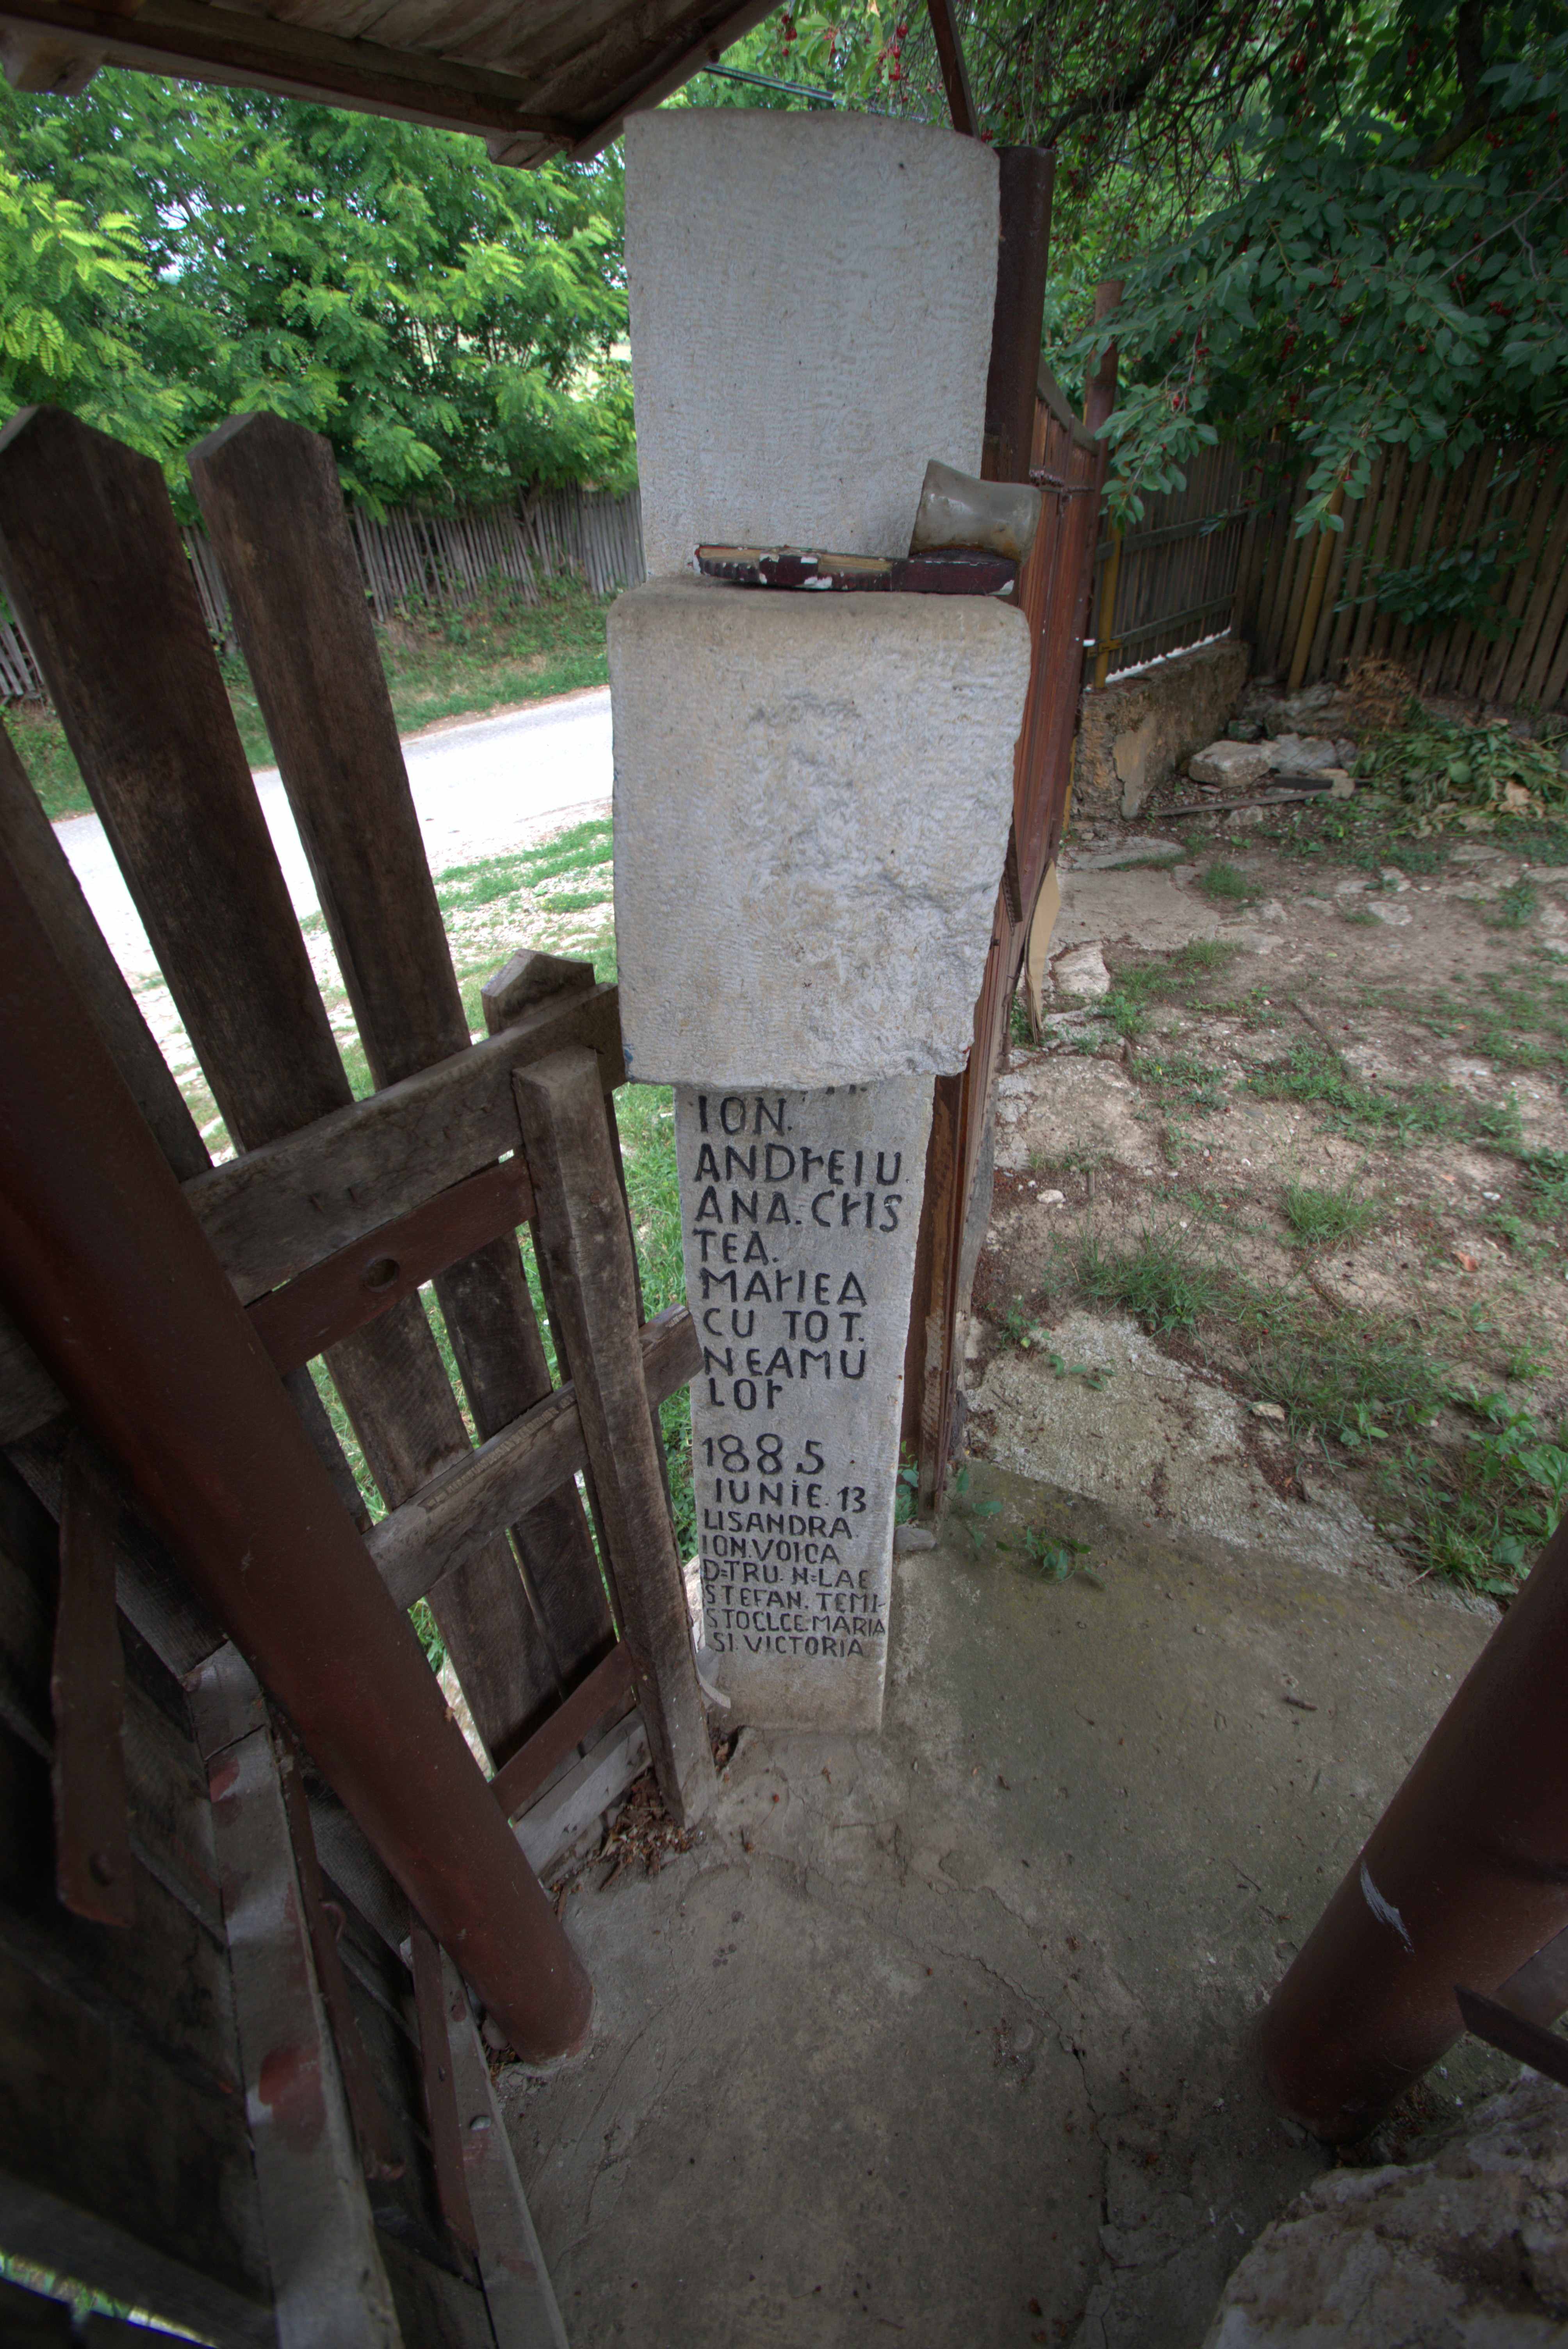 ION.
ANDREIU.
ANA. CRIS
TEA.
MARIEA
CU TOT.
NEAMU
LOR
1885.
IUNIE. 13
LISANDRA.
ION. VOICA
D=TRU. N=LAE
STEFAN. TEMI-
STOCLCE. MARIA
SI. VICTORIA